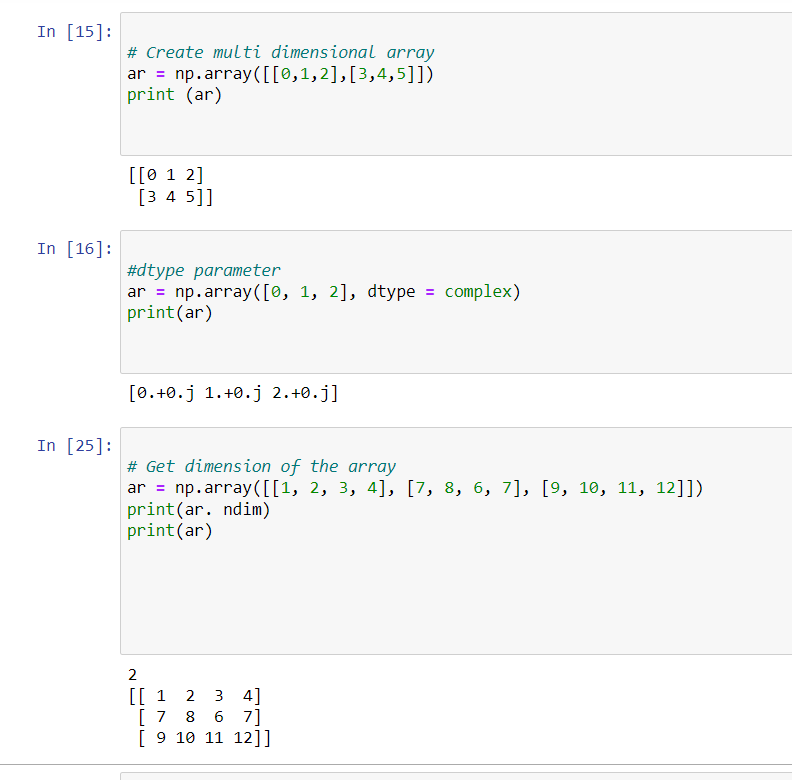 In [15]:
# Create multi dimensional array
ar = np.array([[0,1,2],[3,4,5]])
print (ar)
[[0 1 2]
 [3 4 5]]
In [16]:
#dtype parameter
ar = np.array([0, 1, 2], dtype = complex)
print(ar)
[0.+0.j 1.+0.j 2.+0.j]
In [25]:
# Get dimension of the array
ar = np.array([[1, 2, 3, 4], [7, 8, 6, 7], [9, 10, 11, 12]])
print(ar. ndim)
print(ar)
2
[[ 1  2  3  4]
 [ 7  8  6  7]
 [ 9 10 11 12]]